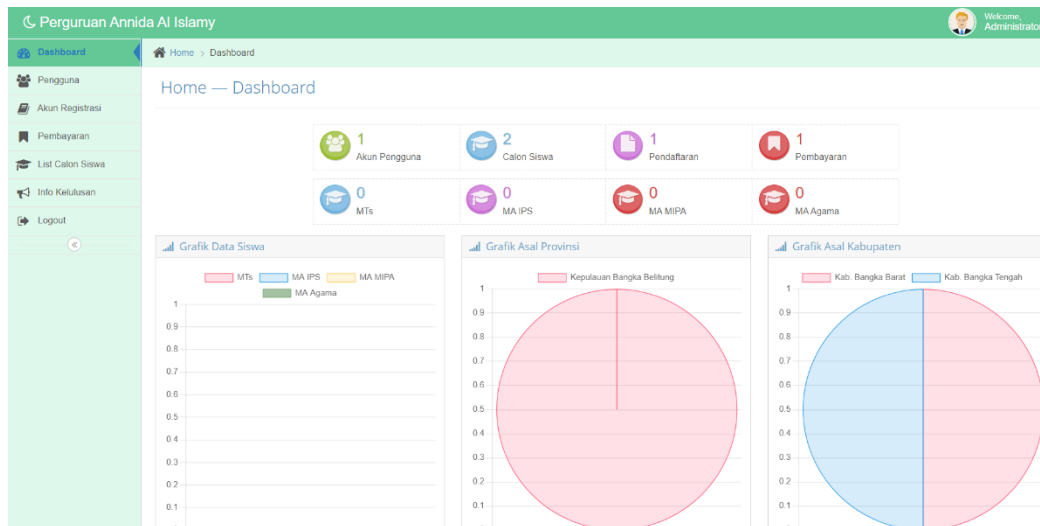 Perguruan Annida Al Islamy
Welcome,
Administrator
Dashboard
Home > Dashboard
Pengguna
Akun Registrasi
Pembayaran
List Calon Siswa
Info Kelulusan
Logout
Home — Dashboard
1
Akun Pengguna
2
Calon Siswa
1
Pendaftaran
1
Pembayaran
0
MTs
0
MA IPS
0
MA MIPA
0
MA Agama
Grafik Data Siswa
MTs MA IPS MA MIPA
MA Agama
1
0.9
0.8
0.7
0.6
0.5
0.4
0.3
0.2
0.1
Grafik Asal Provinsi
Kepulauan Bangka Belitung
1
0.9
0.8
0.7
0.6
0.5
0.4
0.3
0.2
0.1
Grafik Asal Kabupaten
Kab. Bangka Barat Kab. Bangka Tengah
1
0.9
0.8
0.7
0.6
0.5
0.4
0.3
0.2
0.1